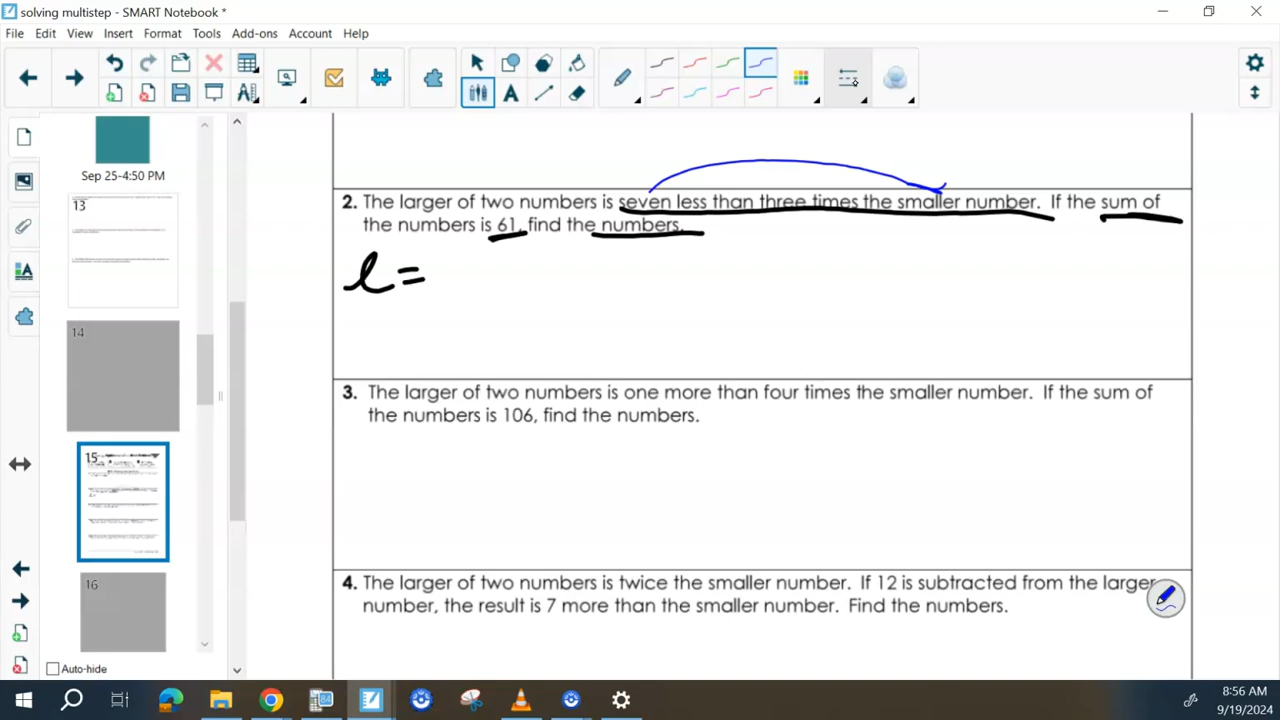 solving multistep - SMART Notebook *
File Edit View Insert Format Tools Add-ons Account Help
Sep 25-4:50 PM
13
14
15
16
Auto-hide
2. The larger of two numbers is seven less than three times the smaller number. If the sum of
the numbers is 61, find the numbers.
l =
3. The larger of two numbers is one more than four times the smaller number. If the sum of
the numbers is 106, find the numbers.
4. The larger of two numbers is twice the smaller number. If 12 is subtracted from the larger
number, the result is 7 more than the smaller number. Find the numbers.
8:56 AM
9/19/2024